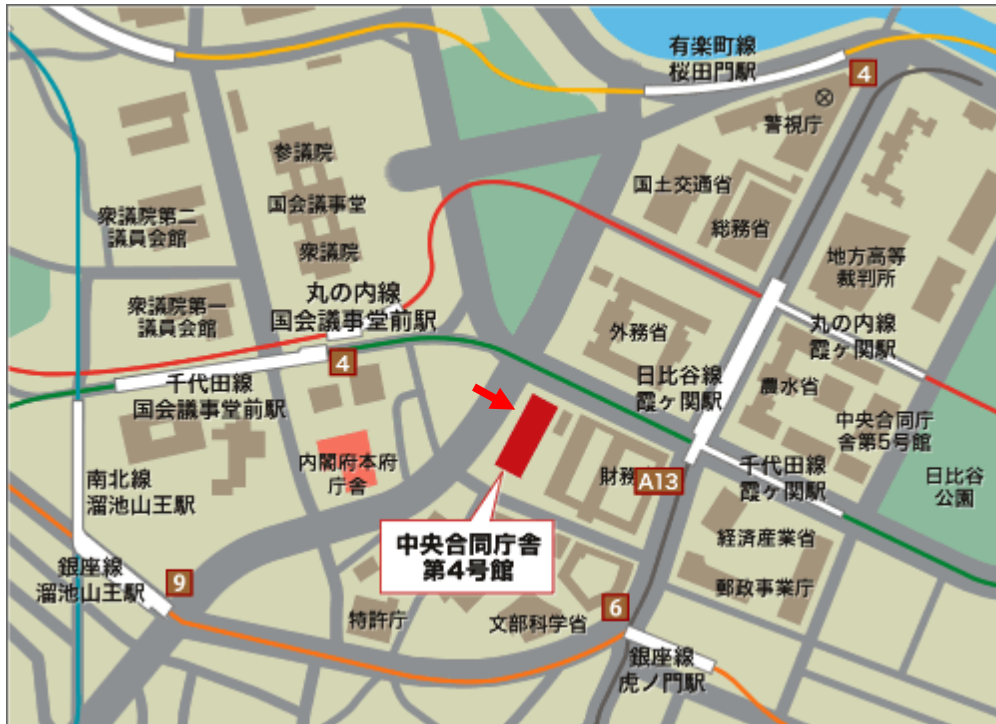 有楽町線
桜田門駅
4
警視庁
参議院
国会議事堂
衆議院
国土交通省
総務省
衆議院第二
議員会館
地方高等
裁判所
衆議院第一
議員会館
丸の内線
国会議事堂前駅
外務省
丸の内線
霞ヶ関駅
4
日比谷線
霞ヶ関駅
農水省
千代田線
国会議事堂前駅
中央合同庁
舎第5号館
内閣府本府
庁舎
財務
A13
千代田線
霞ヶ関駅
日比谷
公園
南北線
溜池山王駅
中央合同庁舎
第4号館
経済産業省
銀座線
溜池山王駅
9
郵政事業庁
特許庁
文部科学省
6
銀座線
虎ノ門駅